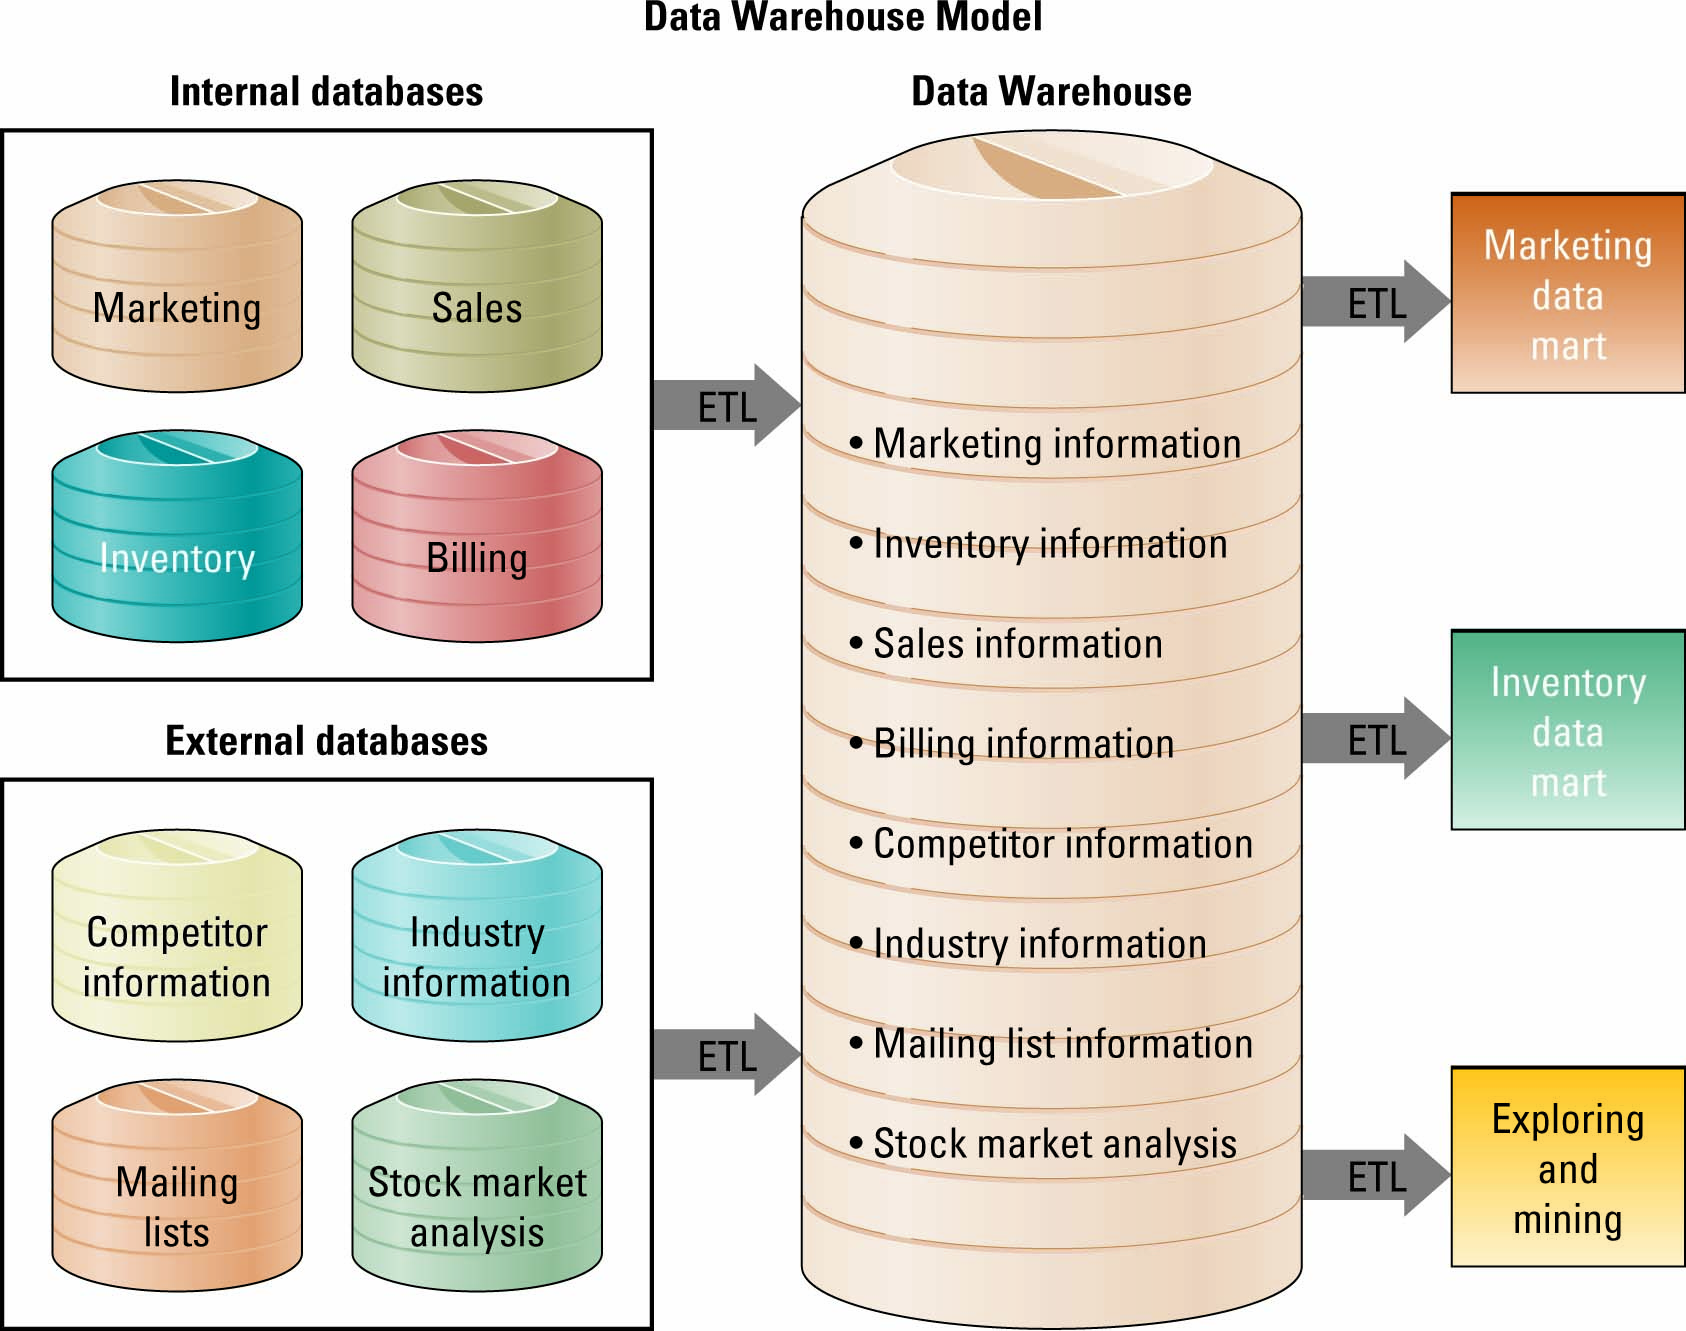 Data Warehouse Model
Internal databases
Marketing
Sales
Inventory
Billing
ETL
External databases
Competitor
information
Industry
information
Mailing
lists
Stock market
analysis
ETL
Data Warehouse
• Marketing information
• Inventory information
• Sales information
• Billing information
• Competitor information
• Industry information
• Mailing list information
• Stock market analysis
ETL
Marketing
data
mart
ETL
Inventory
data
mart
ETL
Exploring
and
mining